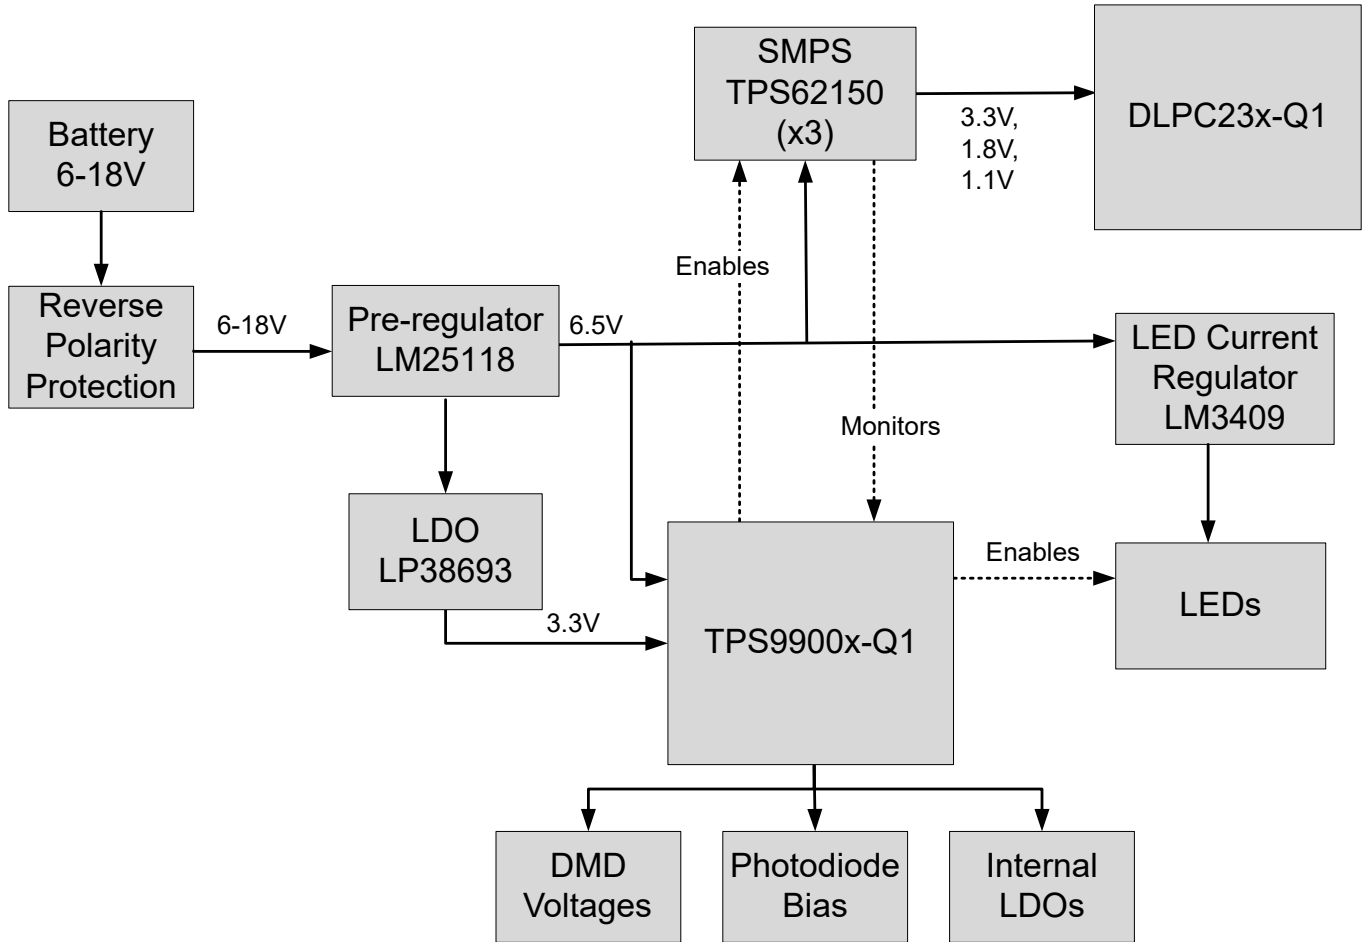 SMPS
TPS62150
(x3)
DLPC23x-Q1
3.3V,
1.8V,
1.1V
Battery
6-18V
Enables
Reverse
Polarity
Protection
6-18V
Pre-regulator
LM25118
6.5V
LED Current
Regulator
LM3409
Monitors
LDO
LP38693
3.3V
TPS9900x-Q1
Enables
LEDs
DMD
Voltages
Photodiode
Bias
Internal
LDOs